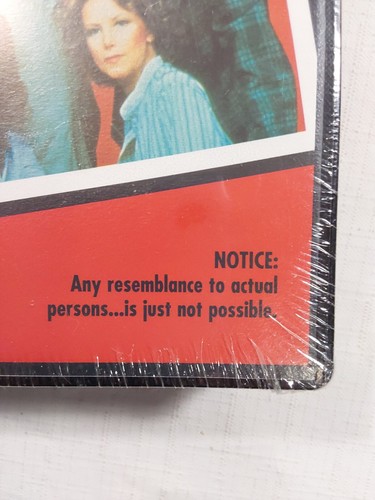 NOTICE:
Any resemblance to actual
persons...is just not possible.